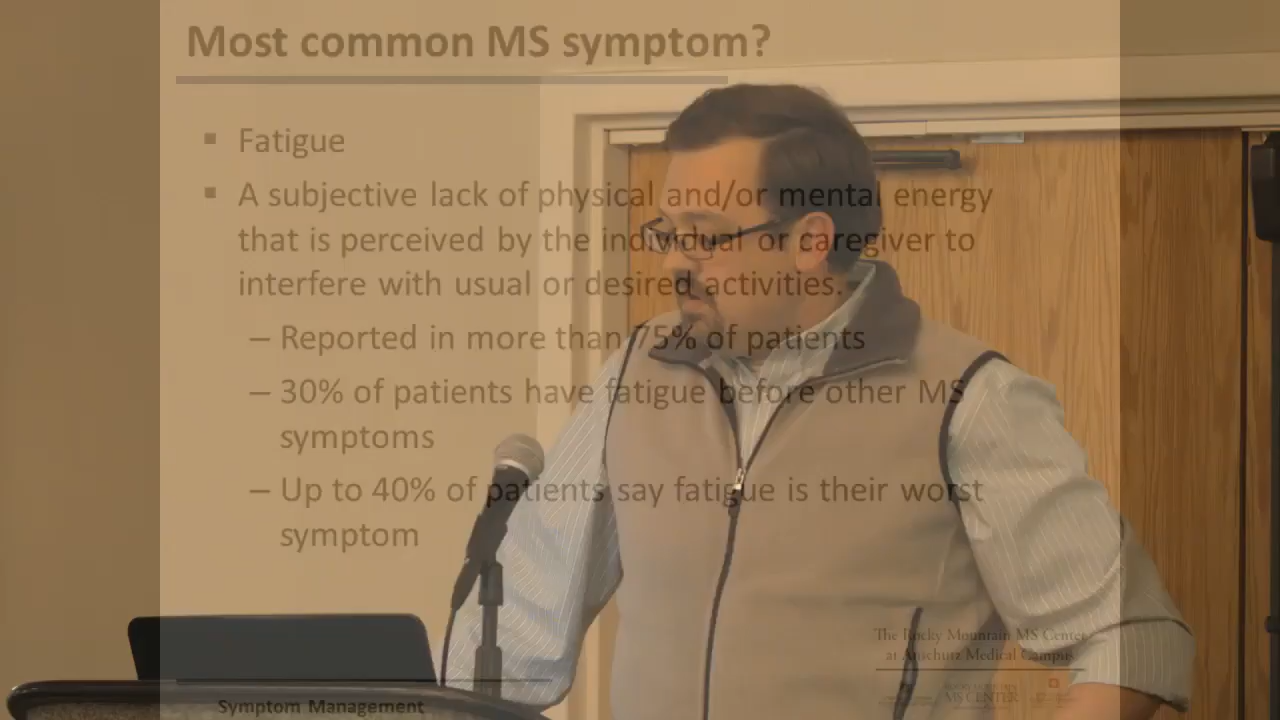 Most common MS symptom?
▪ Fatigue
▪ A subjective lack of physical and/or mental energy
that is perceived by the individual or caregiver to
interfere with usual or desired activities.
– Reported in more than 75% of patients
– 30% of patients have fatigue before other MS
symptoms
– Up to 40% of patients say fatigue is their worst
symptom
The Rocky Mountain MS Center
at Anschutz Medical Campus
MS CENTER
Symptom Management